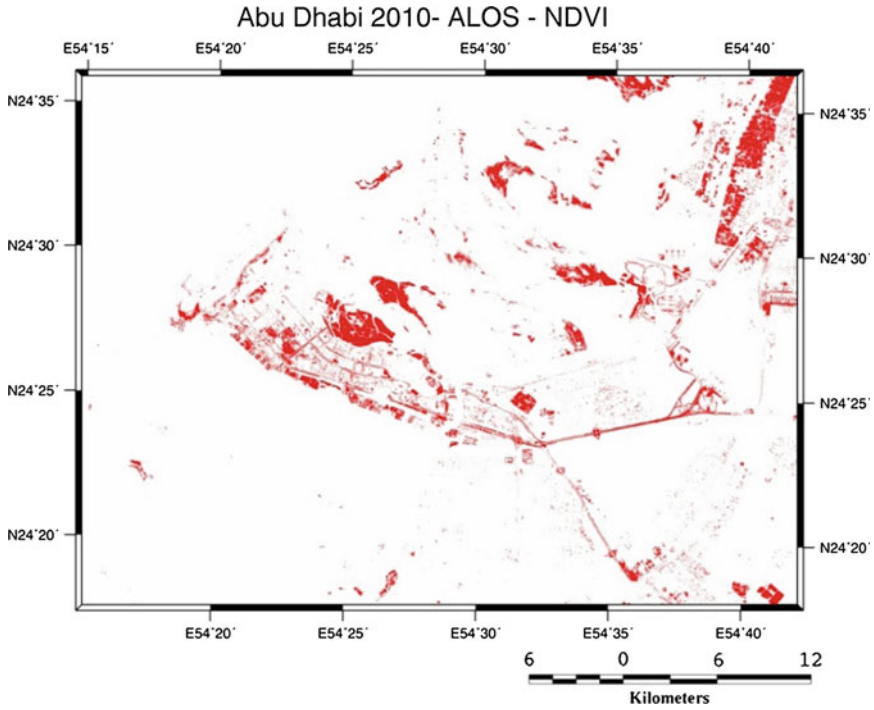 Abu Dhabi 2010- ALOS - NDVI
E54°15' E54°20' E54°25' E54°30' E54°35' E54°40'
N24°35' N24°35'
N24°30' N24°30'
N24°25' N24°25'
N24°20' N24°20'
E54°20' E54°25' E54°30' E54°35' E54°40'
6 0 6 12
Kilometers